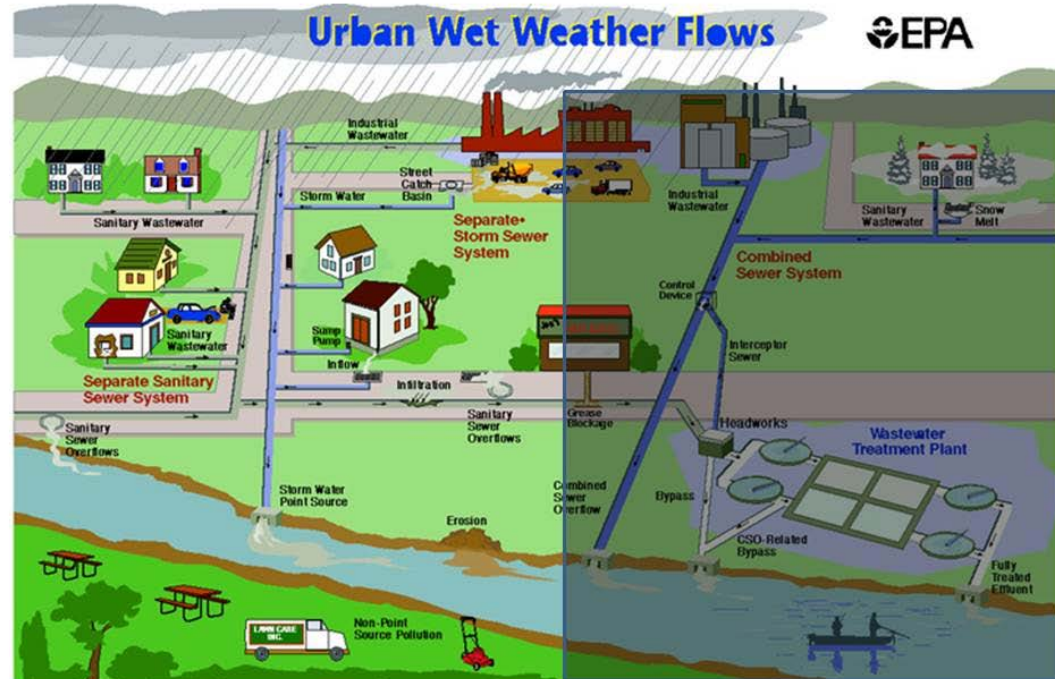 Urban Wet Weather Flows
EPA
Industrial
Wastewater
Street
Catch
Basin
Storm Water
Sanitary Wastewater
Separate•
Storm Sewer
System
Industrial
Wastewater
Sanitary
Wastewater
Snow
Melt
Combined
Sewer System
Control
Device
Interceptor
Sewer
Sump
Pump
Inflow
Sanitary
Wastewater
Separate Sanitary
Sewer System
Infiltration
Sanitary
Sewer
Overflows
Grease
Blockage
Headworks
Wastewater
Treatment Plant
Sanitary
Sewer
Overflows
Storm Water
Point Source
Erosion
Combined
Sewer
Overflow
Bypass
CSO-Related
Bypass
Fully
Treated
Effluent
LAWN CARE
INC.
Non-Point
Source Pollution